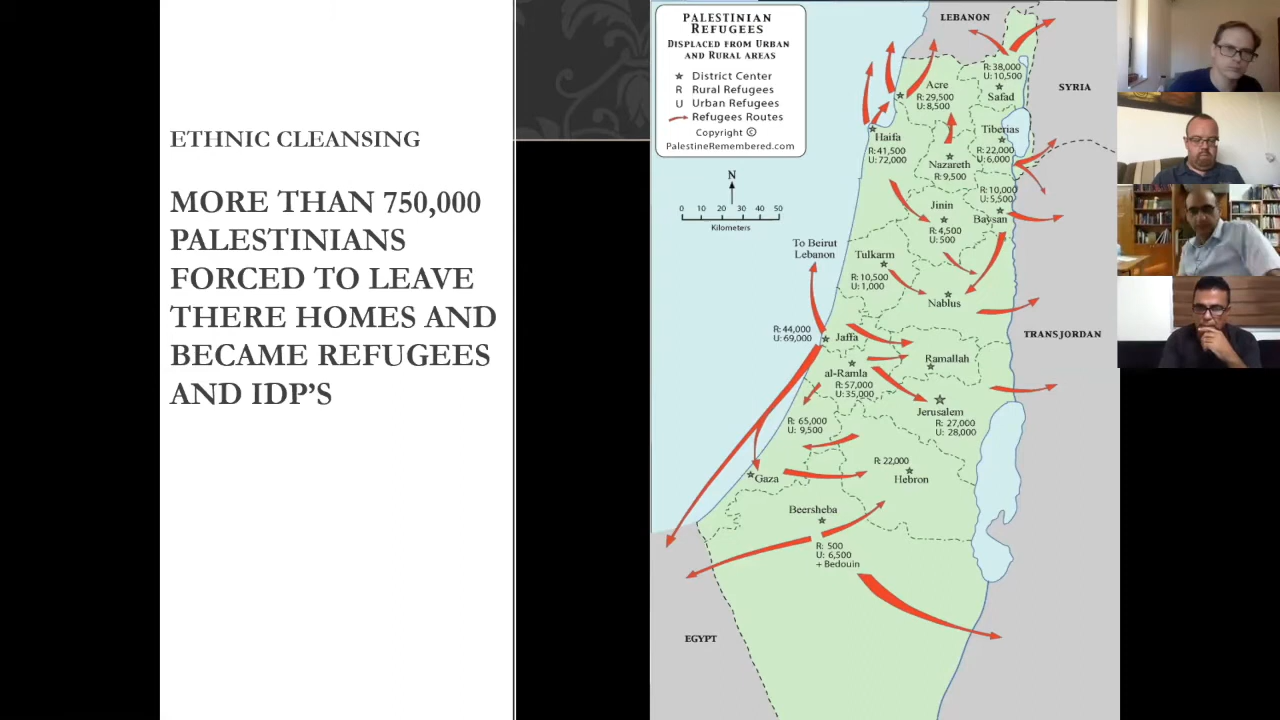 ETHNIC CLEANSING
MORE THAN 750,000
PALESTINIANS
FORCED TO LEAVE
THERE HOMES AND
BECAME REFUGEES
AND IDP'S
PALESTINIAN
REFUGEES
DISPLACED FROM URBAN
AND RURAL AREAS
District Center
R Rural Refugees
U Urban Refugees
Refugees Routes
Copyright ©
PalestineRemembered.com
N
0 10 20 30 40 50
Kilometers
LEBANON
SYRIA
R: 38,000
U: 10,500
Safad
Acre
R: 29,500
U: 8,500
Haifa
R: 41,500
U: 72,000
Tiberias
R: 22,000
U: 6,000
Nazareth
R: 9,500
R: 10,000
U: 5,500
Baysan
Jinin
R: 4,500
U: 500
To Beirut
Lebanon
Tulkarm
R: 10,500
U: 1,000
Nablus
TRANSJORDAN
R: 44,000
U: 69,000
Jaffa
Ramallah
al-Ramla
R: 57,000
U: 35,000
Jerusalem
R: 27,000
U: 28,000
R: 65,000
U: 9,500
Gaza
R: 22,000
Hebron
Beersheba
R: 500
U: 6,500
+ Bedouin
EGYPT